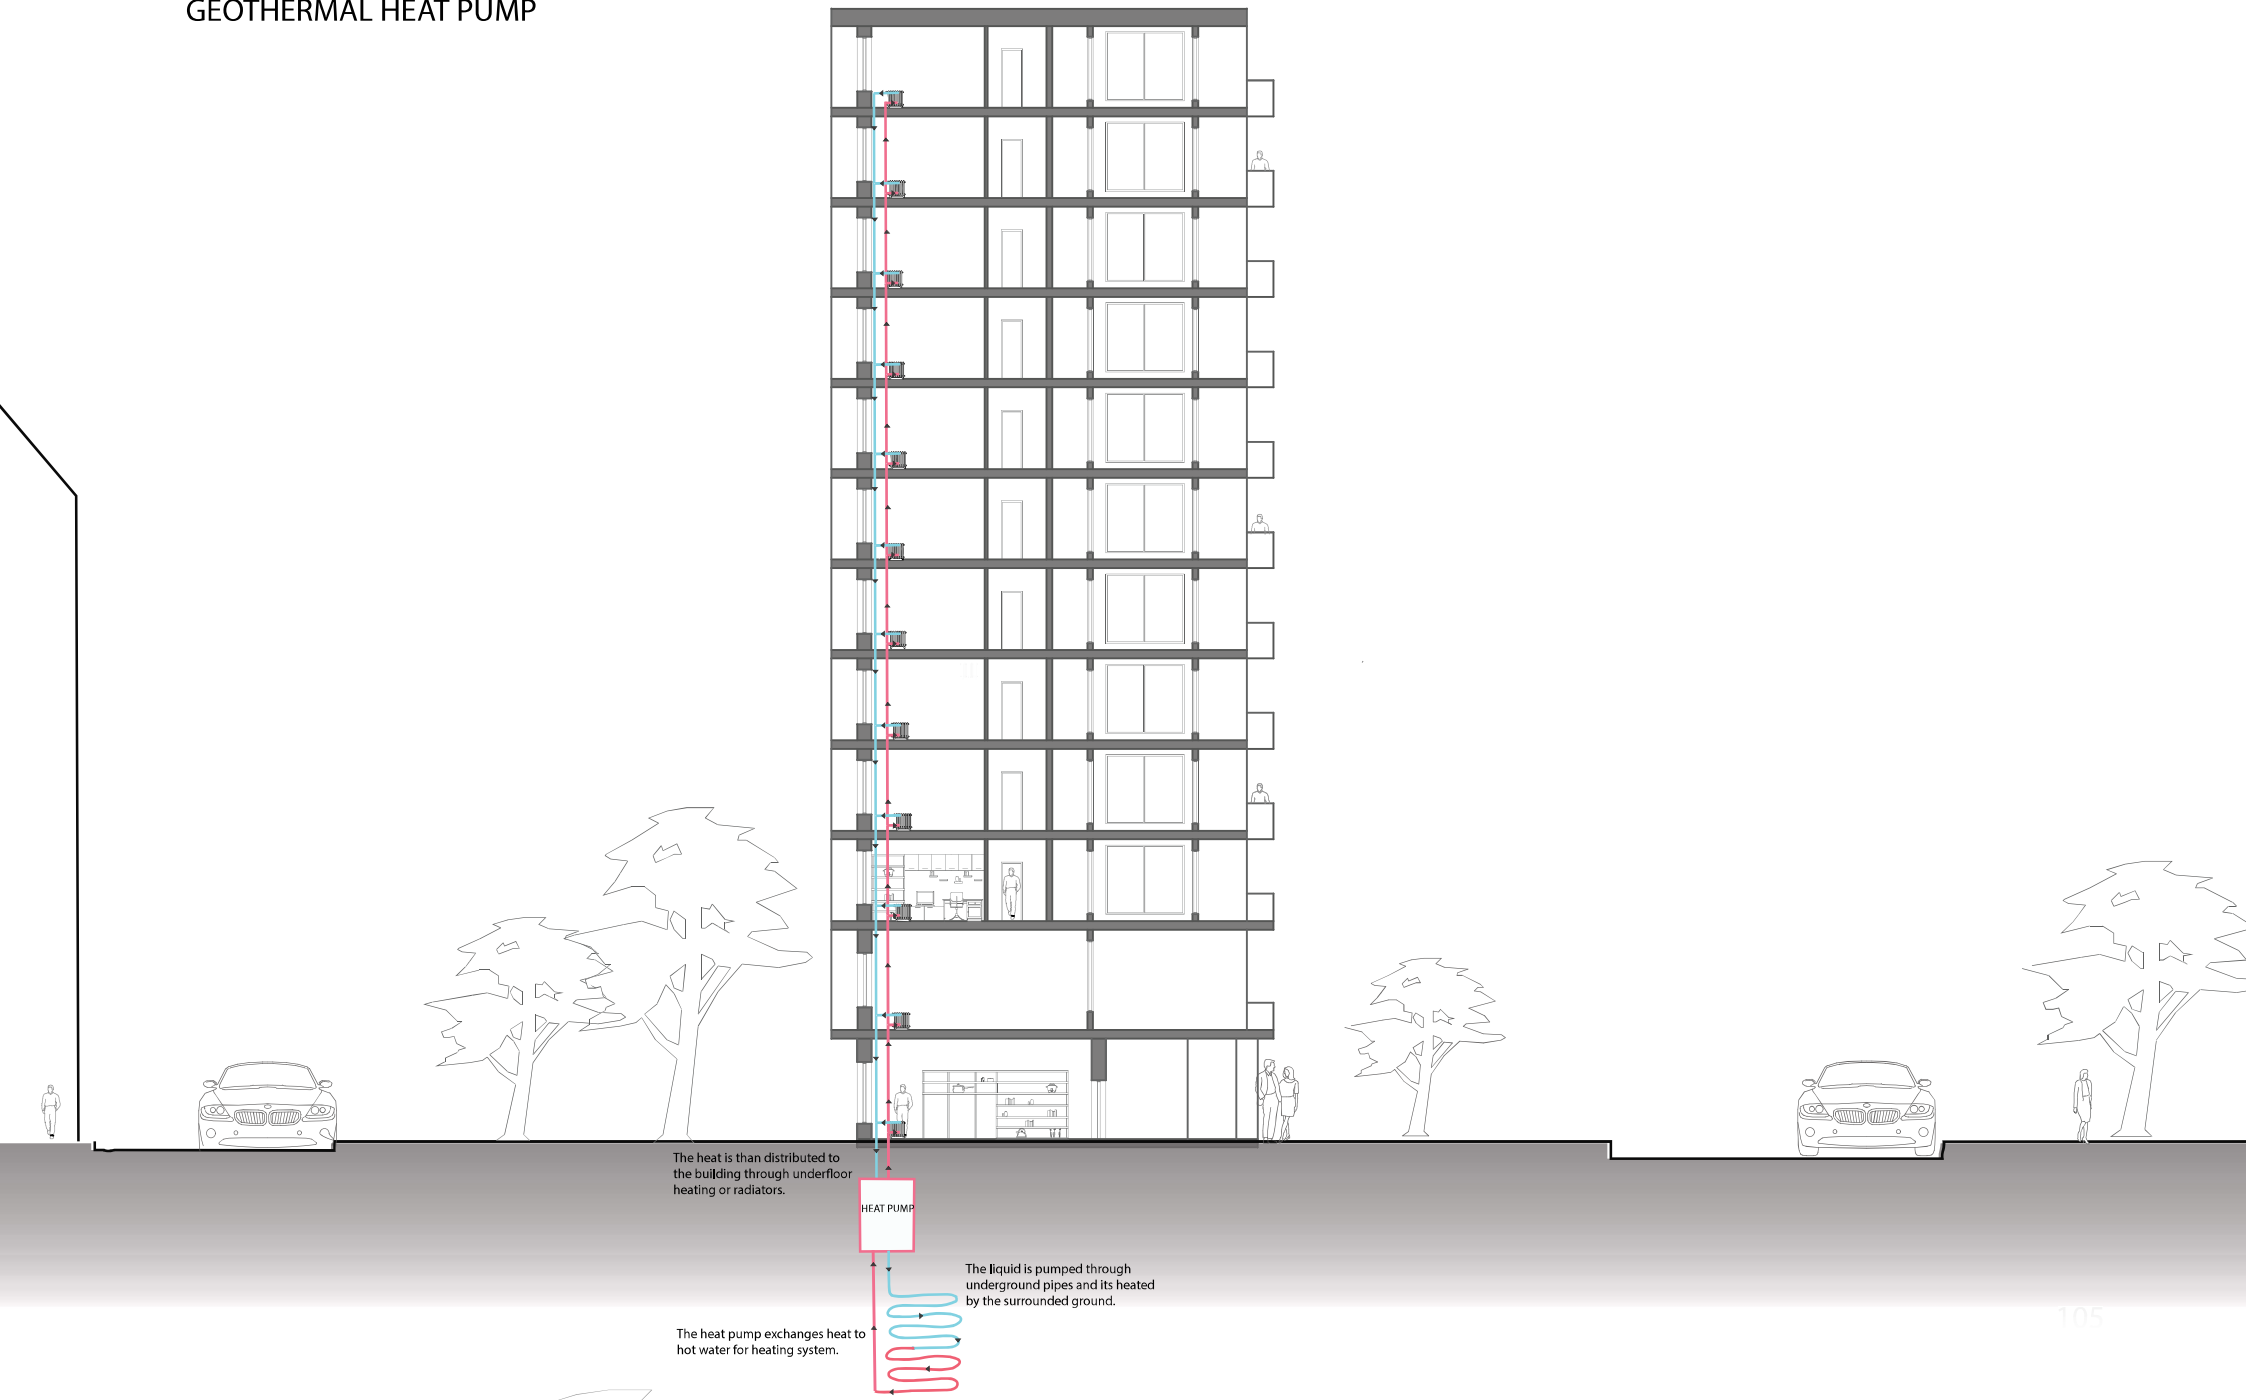 GEOTHERMAL HEAT PUMP
The heat is than distributed to
the building through underfloor
heating or radiators.
HEAT PUMP
The liquid is pumped through
underground pipes and its heated
by the surrounded ground.
The heat pump exchanges heat to
hot water for heating system.
105